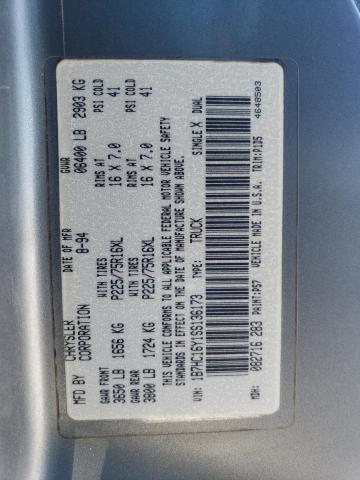 CHRYSLER CORPORATION DATE OF MFR 8-94 GVWR 06400 LB 2903 KG
GAWR FRONT WITH TIRES RIMS AT PSI COLD
3650 LB 1656 KG P225/75R16XL 16 X 7.0 41
GAWR REAR WITH TIRES RIMS AT PSI COLD
3800 LB 1724 KG P225/75R16XL 16 X 7.0 41
THIS VEHICLE CONFORMS TO ALL APPLICABLE FEDERAL MOTOR VEHICLE SAFETY
STANDARDS IN EFFECT ON THE DATE OF MANUFACTURE SHOWN ABOVE.
VIN: 1B7HC16Y1SS136173 TYPE: TRUCK SINGLE X DUAL
MDH: 082716 283 PAINT:PS7 VEHICLE MADE IN U.S.A. TRIM:P1D5
4648503